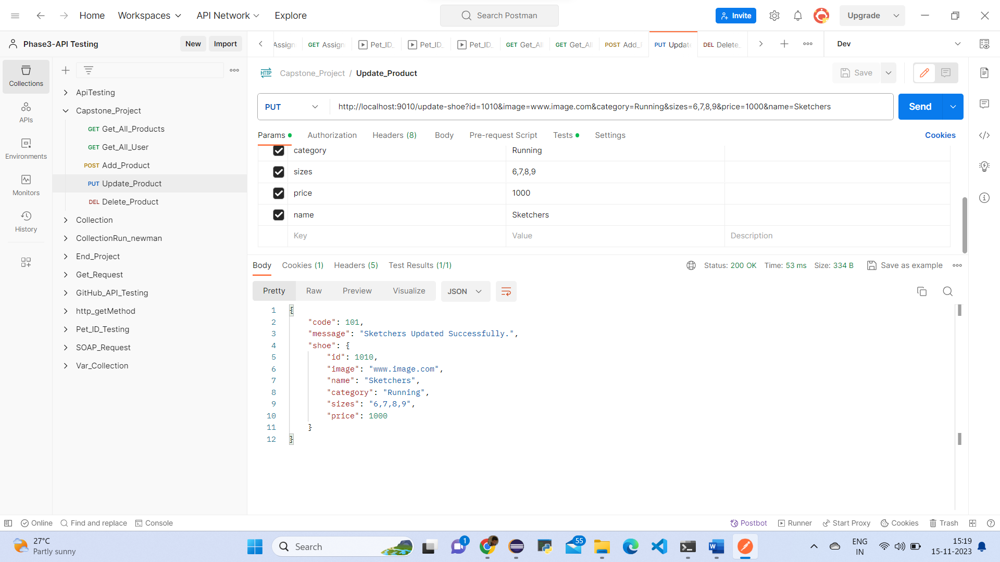 Home
Workspaces
API Network
Explore
Search Postman
Invite
Upgrade
Phase3-API Testing
New
Import
Assign
GET Assign
Pet_ID_
Pet_ID_
Pet_ID_
GET Get_All
GET Get_All
POST Add_
PUT Update
DEL Delete_
Dev
Collections
APIs
Environments
Monitors
History
ApiTesting
Capstone_Project
GET Get_All_Products
GET Get_All_User
POST Add_Product
PUT Update_Product
DEL Delete_Product
Collection
CollectionRun_newman
End_Project
Get_Request
GitHub_API_Testing
http_getMethod
Pet_ID_Testing
SOAP_Request
Var_Collection
HTTP Capstone_Project / Update_Product
Save
PUT
http://localhost:9010/update-shoe?id=1010&image=www.image.com&category=Running&sizes=6,7,8,9&price=1000&name=Sketchers
Send
Params
Authorization
Headers (8)
Body
Pre-request Script
Tests
Settings
Cookies
category Running
sizes 6,7,8,9
price 1000
name Sketchers
Key Value Description
Body
Cookies (1)
Headers (5)
Test Results (1/1)
Status: 200 OK
Time: 53 ms
Size: 334 B
Save as example
Pretty
Raw
Preview
Visualize
JSON
1 {
2 "code": 101,
3 "message": "Sketchers Updated Successfully.",
4 "shoe": {
5 "id": 1010,
6 "image": "www.image.com",
7 "name": "Sketchers",
8 "category": "Running",
9 "sizes": "6,7,8,9",
10 "price": 1000
11 }
12 }
Online
Find and replace
Console
Postbot
Runner
Start Proxy
Cookies
Trash
27°C
Partly sunny
Search
1
55
W
ENG
IN
15:19
15-11-2023